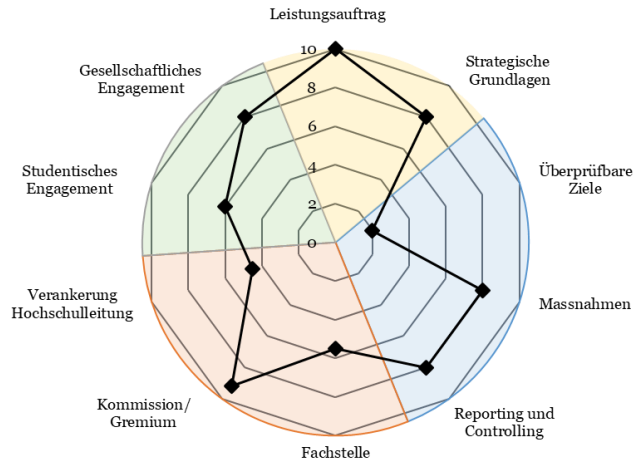 Leistungsauftrag
Strategische
Grundlagen
Überprüfbare
Ziele
Massnahmen
Reporting und
Controlling
Fachstelle
Kommission/
Gremium
Verankerung
Hochschulleitung
Studentisches
Engagement
Gesellschaftliches
Engagement
10
8
6
4
2
0